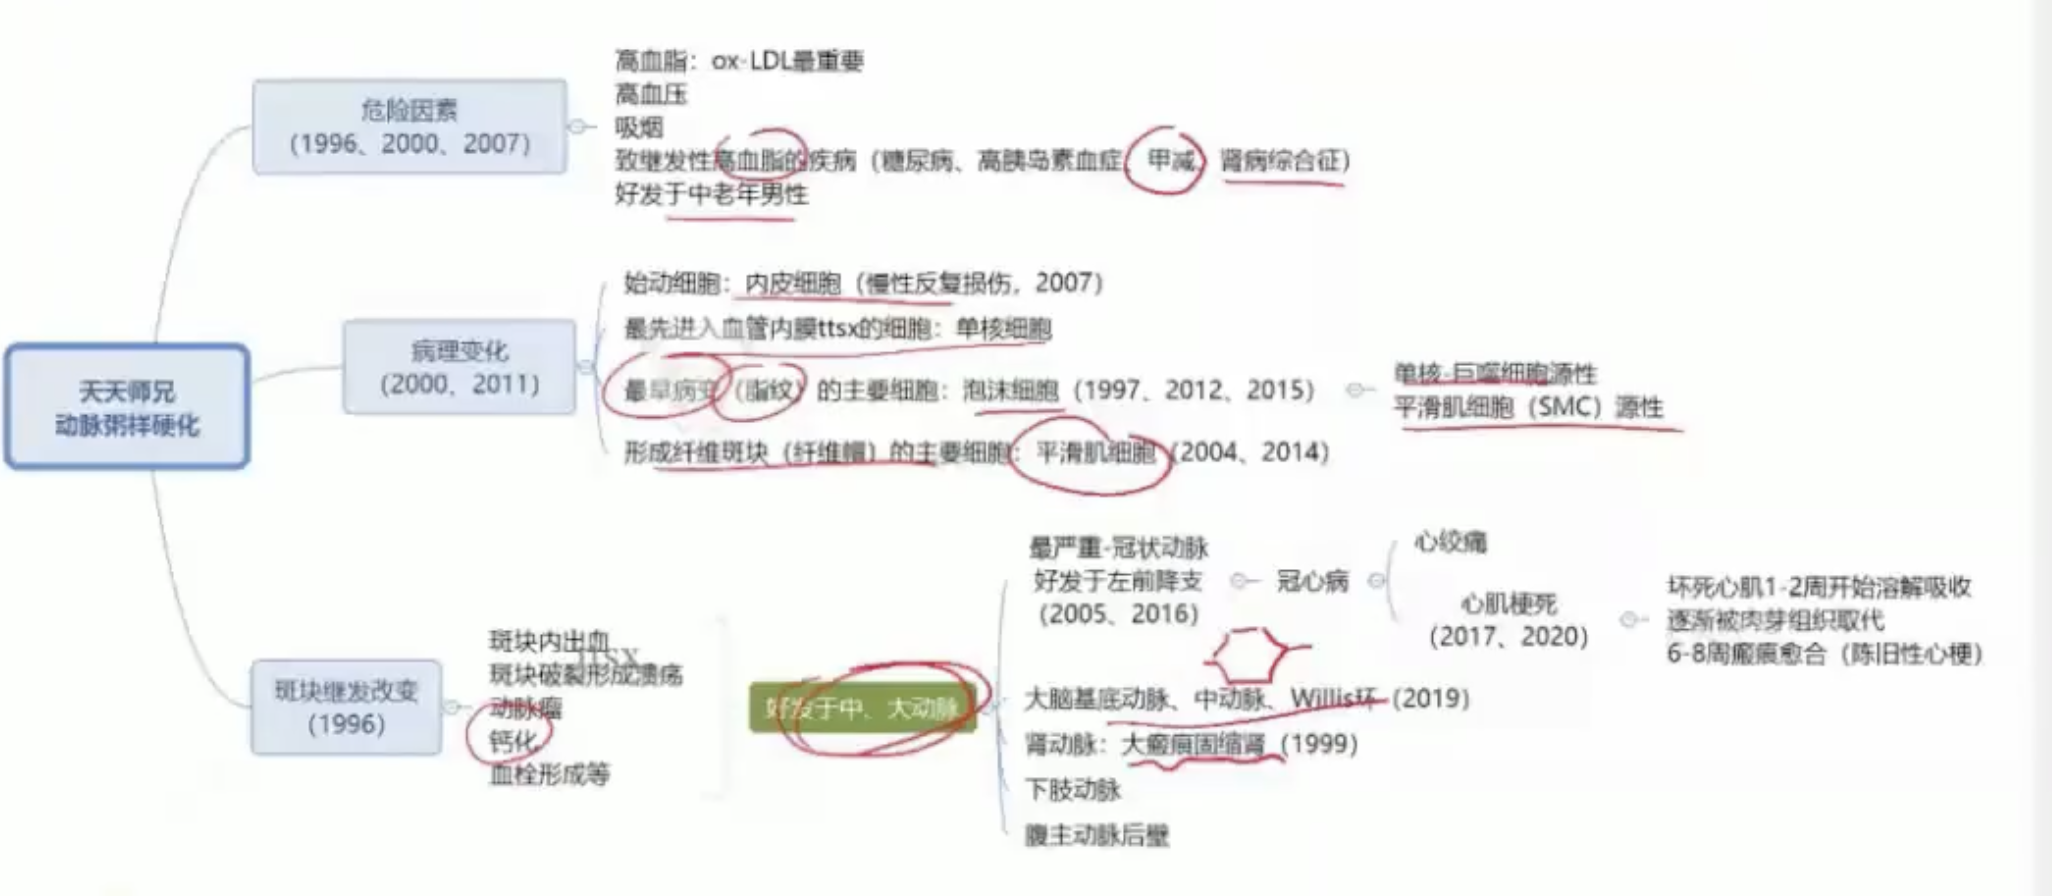 天天师兄
动脉粥样硬化
危险因素
（1996、2000、2007）
高血脂：ox-LDL最重要
高血压
吸烟
致继发性高血脂的疾病（糖尿病、高胰岛素血症、甲减、肾病综合征）
好发于中老年男性
病理变化
（2000、2011）
始动细胞：内皮细胞（慢性反复损伤，2007）
最先进入血管内膜ttsx的细胞：单核细胞
最早病变（脂纹）的主要细胞：泡沫细胞（1997、2012、2015）
单核-巨噬细胞源性
平滑肌细胞（SMC）源性
形成纤维斑块（纤维帽）的主要细胞：平滑肌细胞（2004、2014）
斑块继发改变
（1996）
斑块内出血
ttsx
斑块破裂形成溃疡
动脉瘤
钙化
血栓形成等
好发于中、大动脉
最严重-冠状动脉
好发于左前降支
（2005、2016）
冠心病
心绞痛
心肌梗死
（2017、2020）
坏死心肌1-2周开始溶解吸收
逐渐被肉芽组织取代
6-8周瘢痕愈合（陈旧性心梗）
大脑基底动脉、中动脉、Willis环（2019）
肾动脉：大瘢痕固缩肾（1999）
下肢动脉
腹主动脉后壁